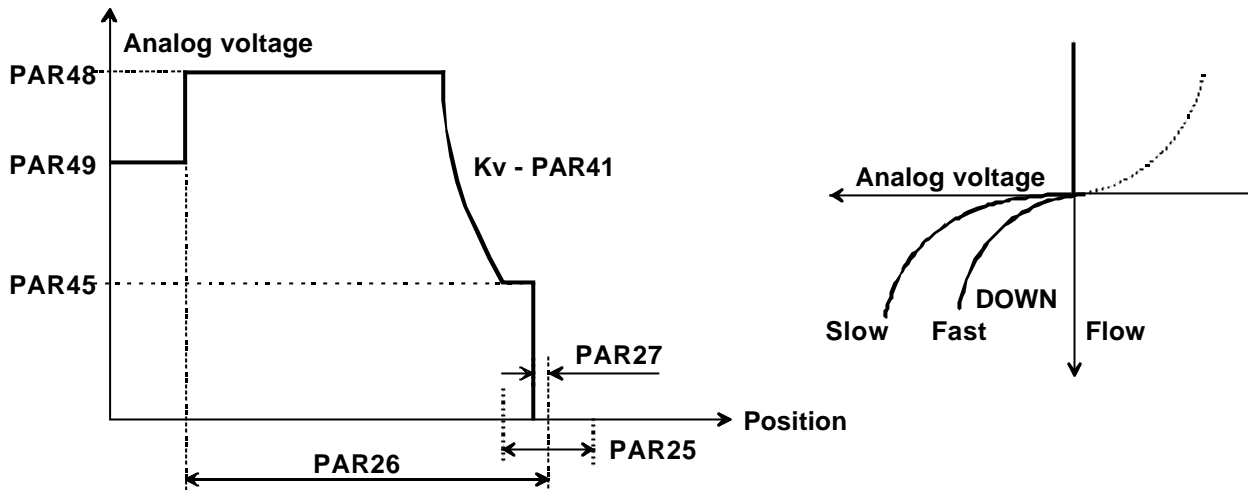 Analog voltage
PAR48
PAR49
Kv - PAR41
PAR45
PAR27
Position
PAR25
PAR26
Analog voltage
DOWN
Slow
Fast
Flow